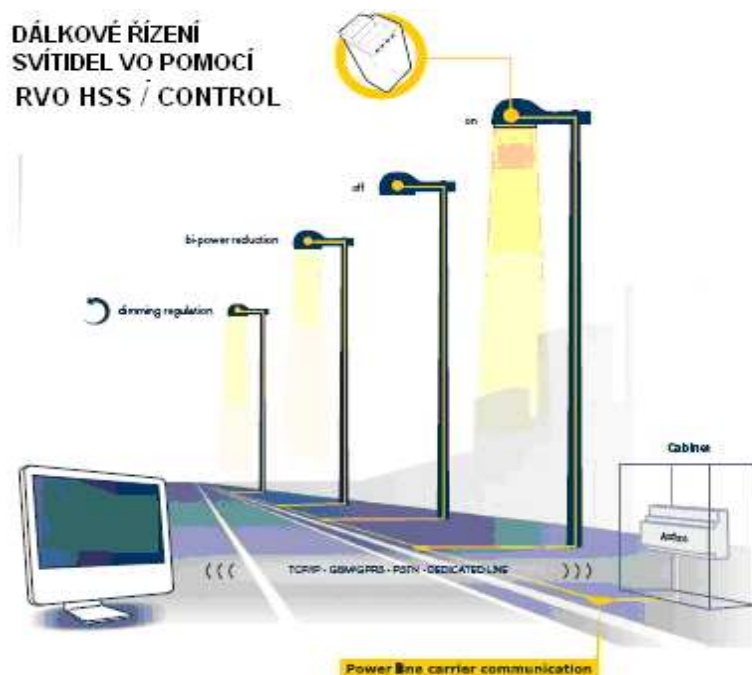 DÁLKOVÉ ŘÍZENÍ
SVÍTIDEL VO POMOCÍ
RVO HSS / CONTROL
on
off
bi-power reduction
dimming regulation
Cabinet
TCP/IP - GSM/GPRS - PSTN - DEDICATED LINE
Power line carrier communication